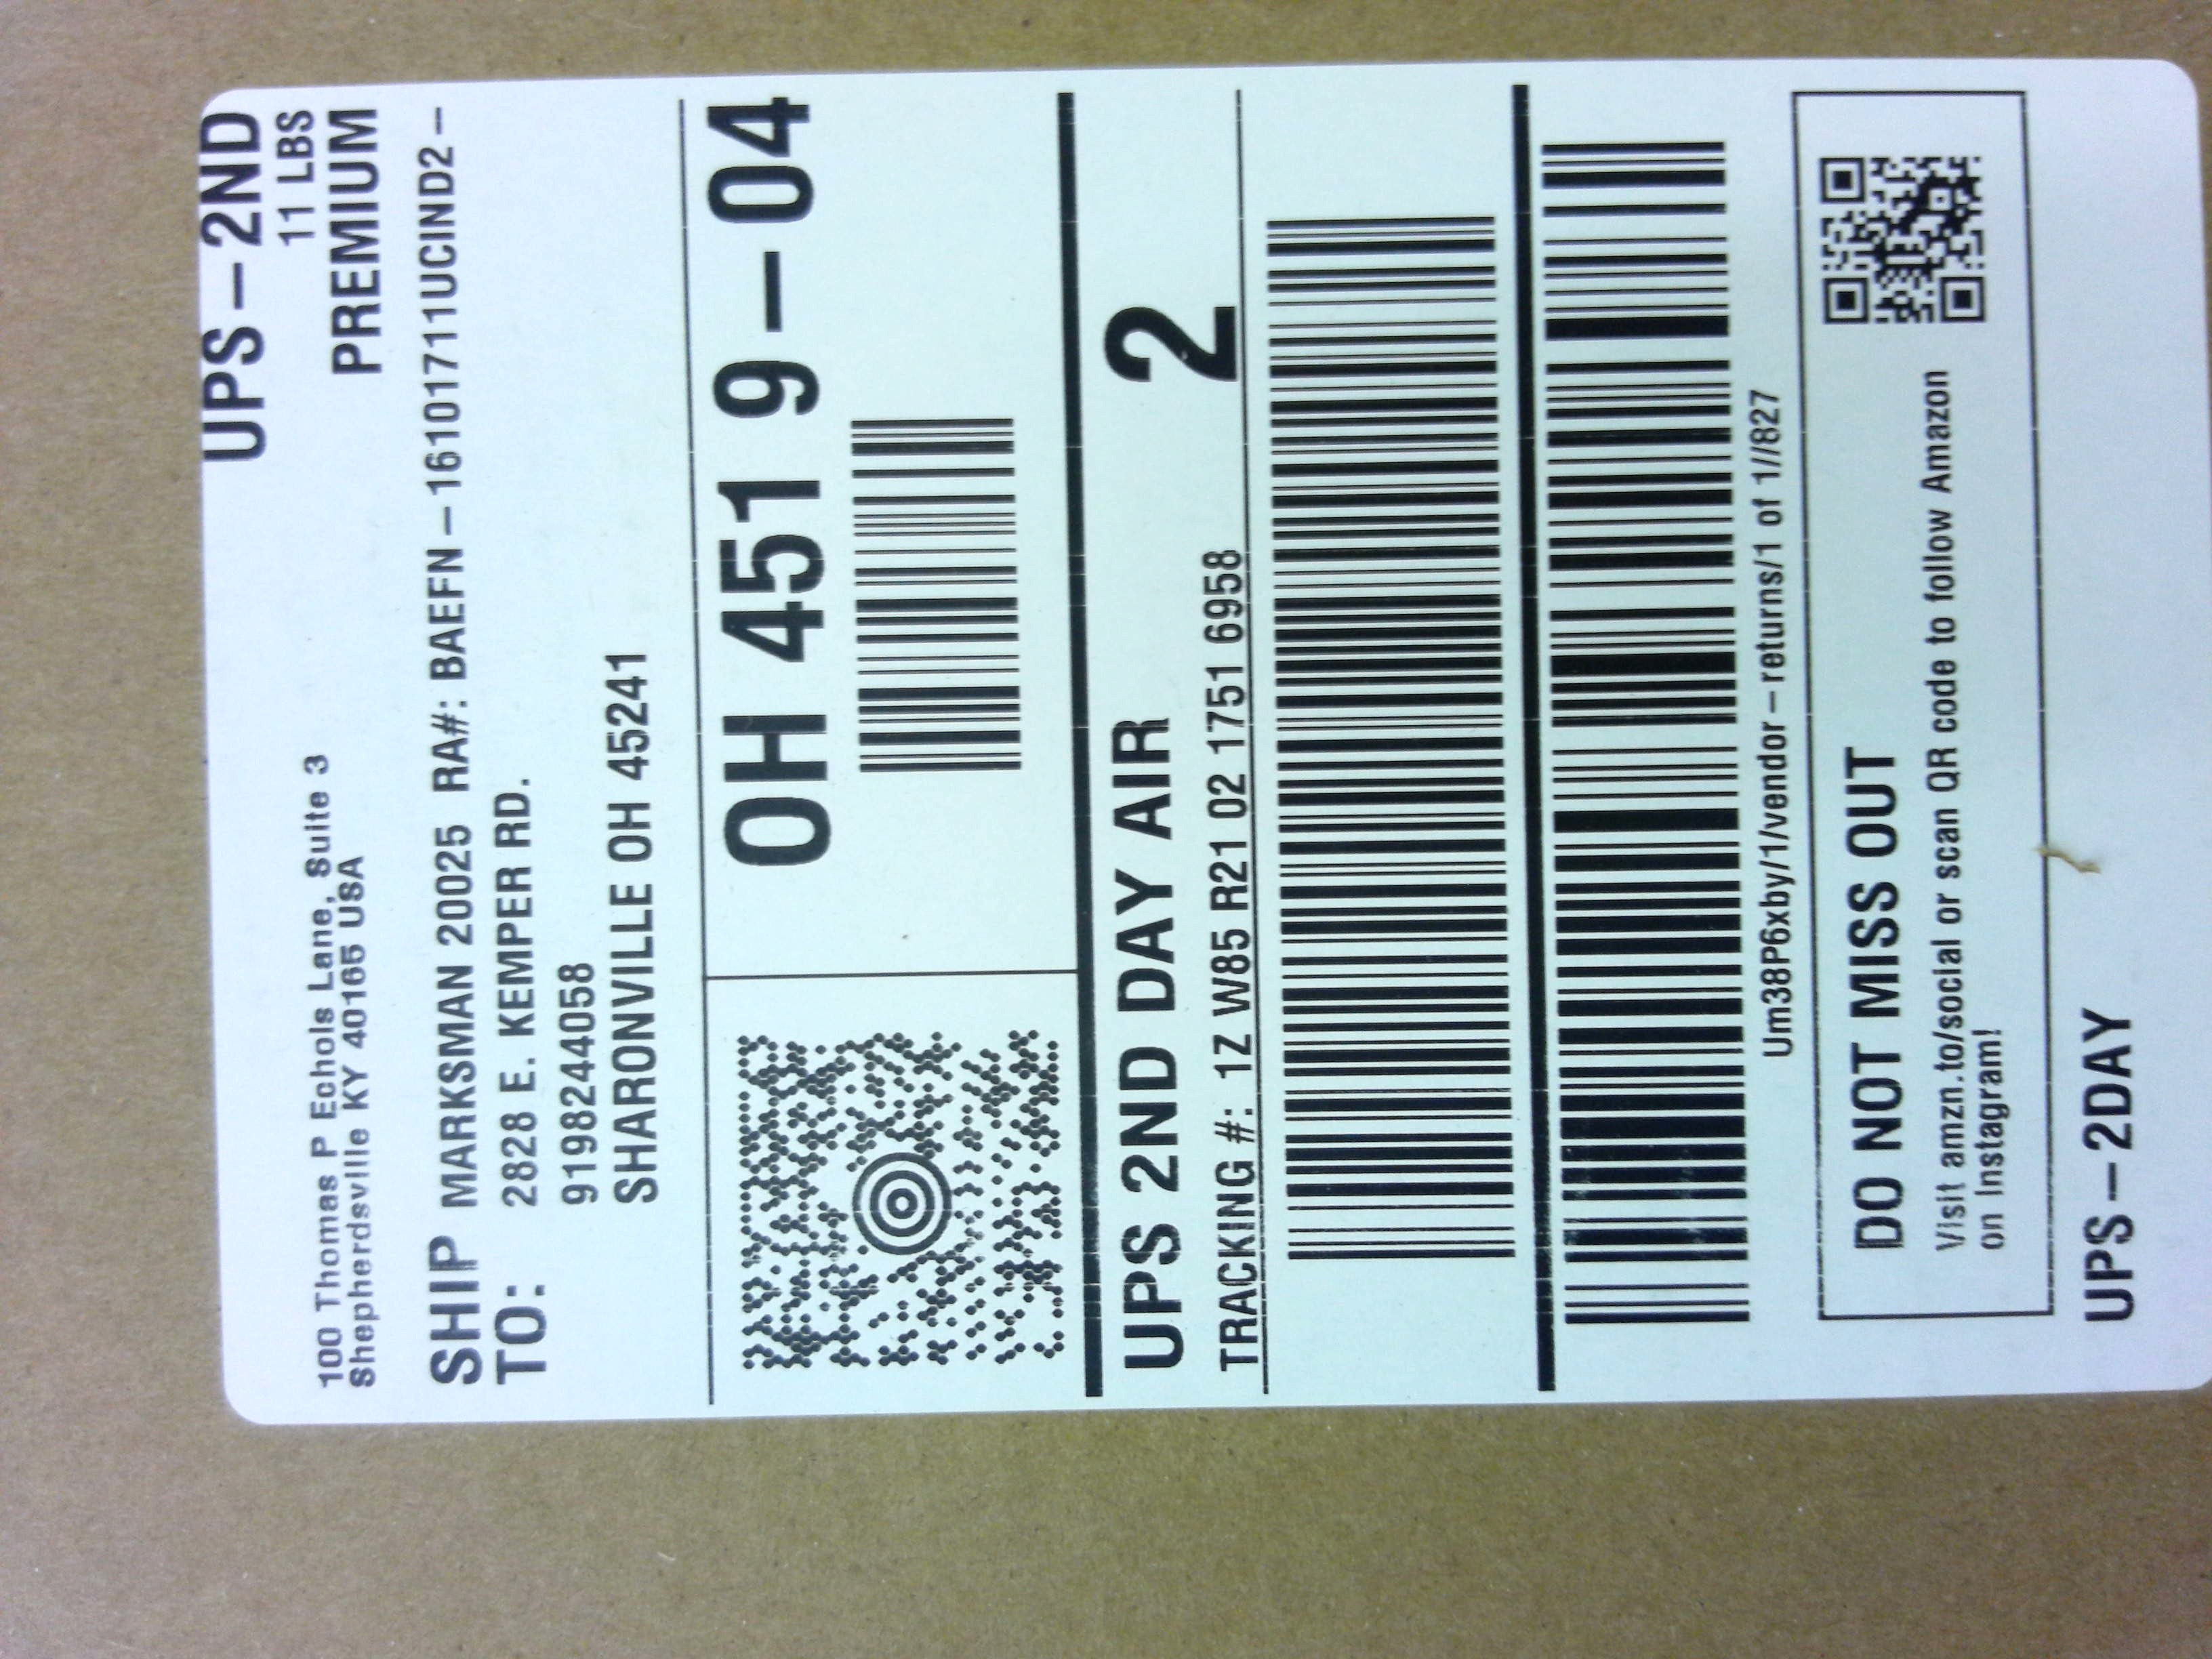 UPS-2ND
11 LBS
PREMIUM
100 Thomas P Echols Lane, Suite 3
Shepherdsville KY 40165 USA
SHIP TO: MARKSMAN 20025 RA#: BAEFN-161017111UCIND2-
2828 E. KEMPER RD.
9198244058
SHARONVILLE OH 45241
OH 451 9-04
UPS 2ND DAY AIR 2
TRACKING #: 1Z W85 R21 02 1751 6958
Um38P6xby/1/vendor-returns/1 of 1//827
DO NOT MISS OUT
Visit amzn.to/social or scan QR code to follow Amazon
on Instagram!
UPS-2DAY